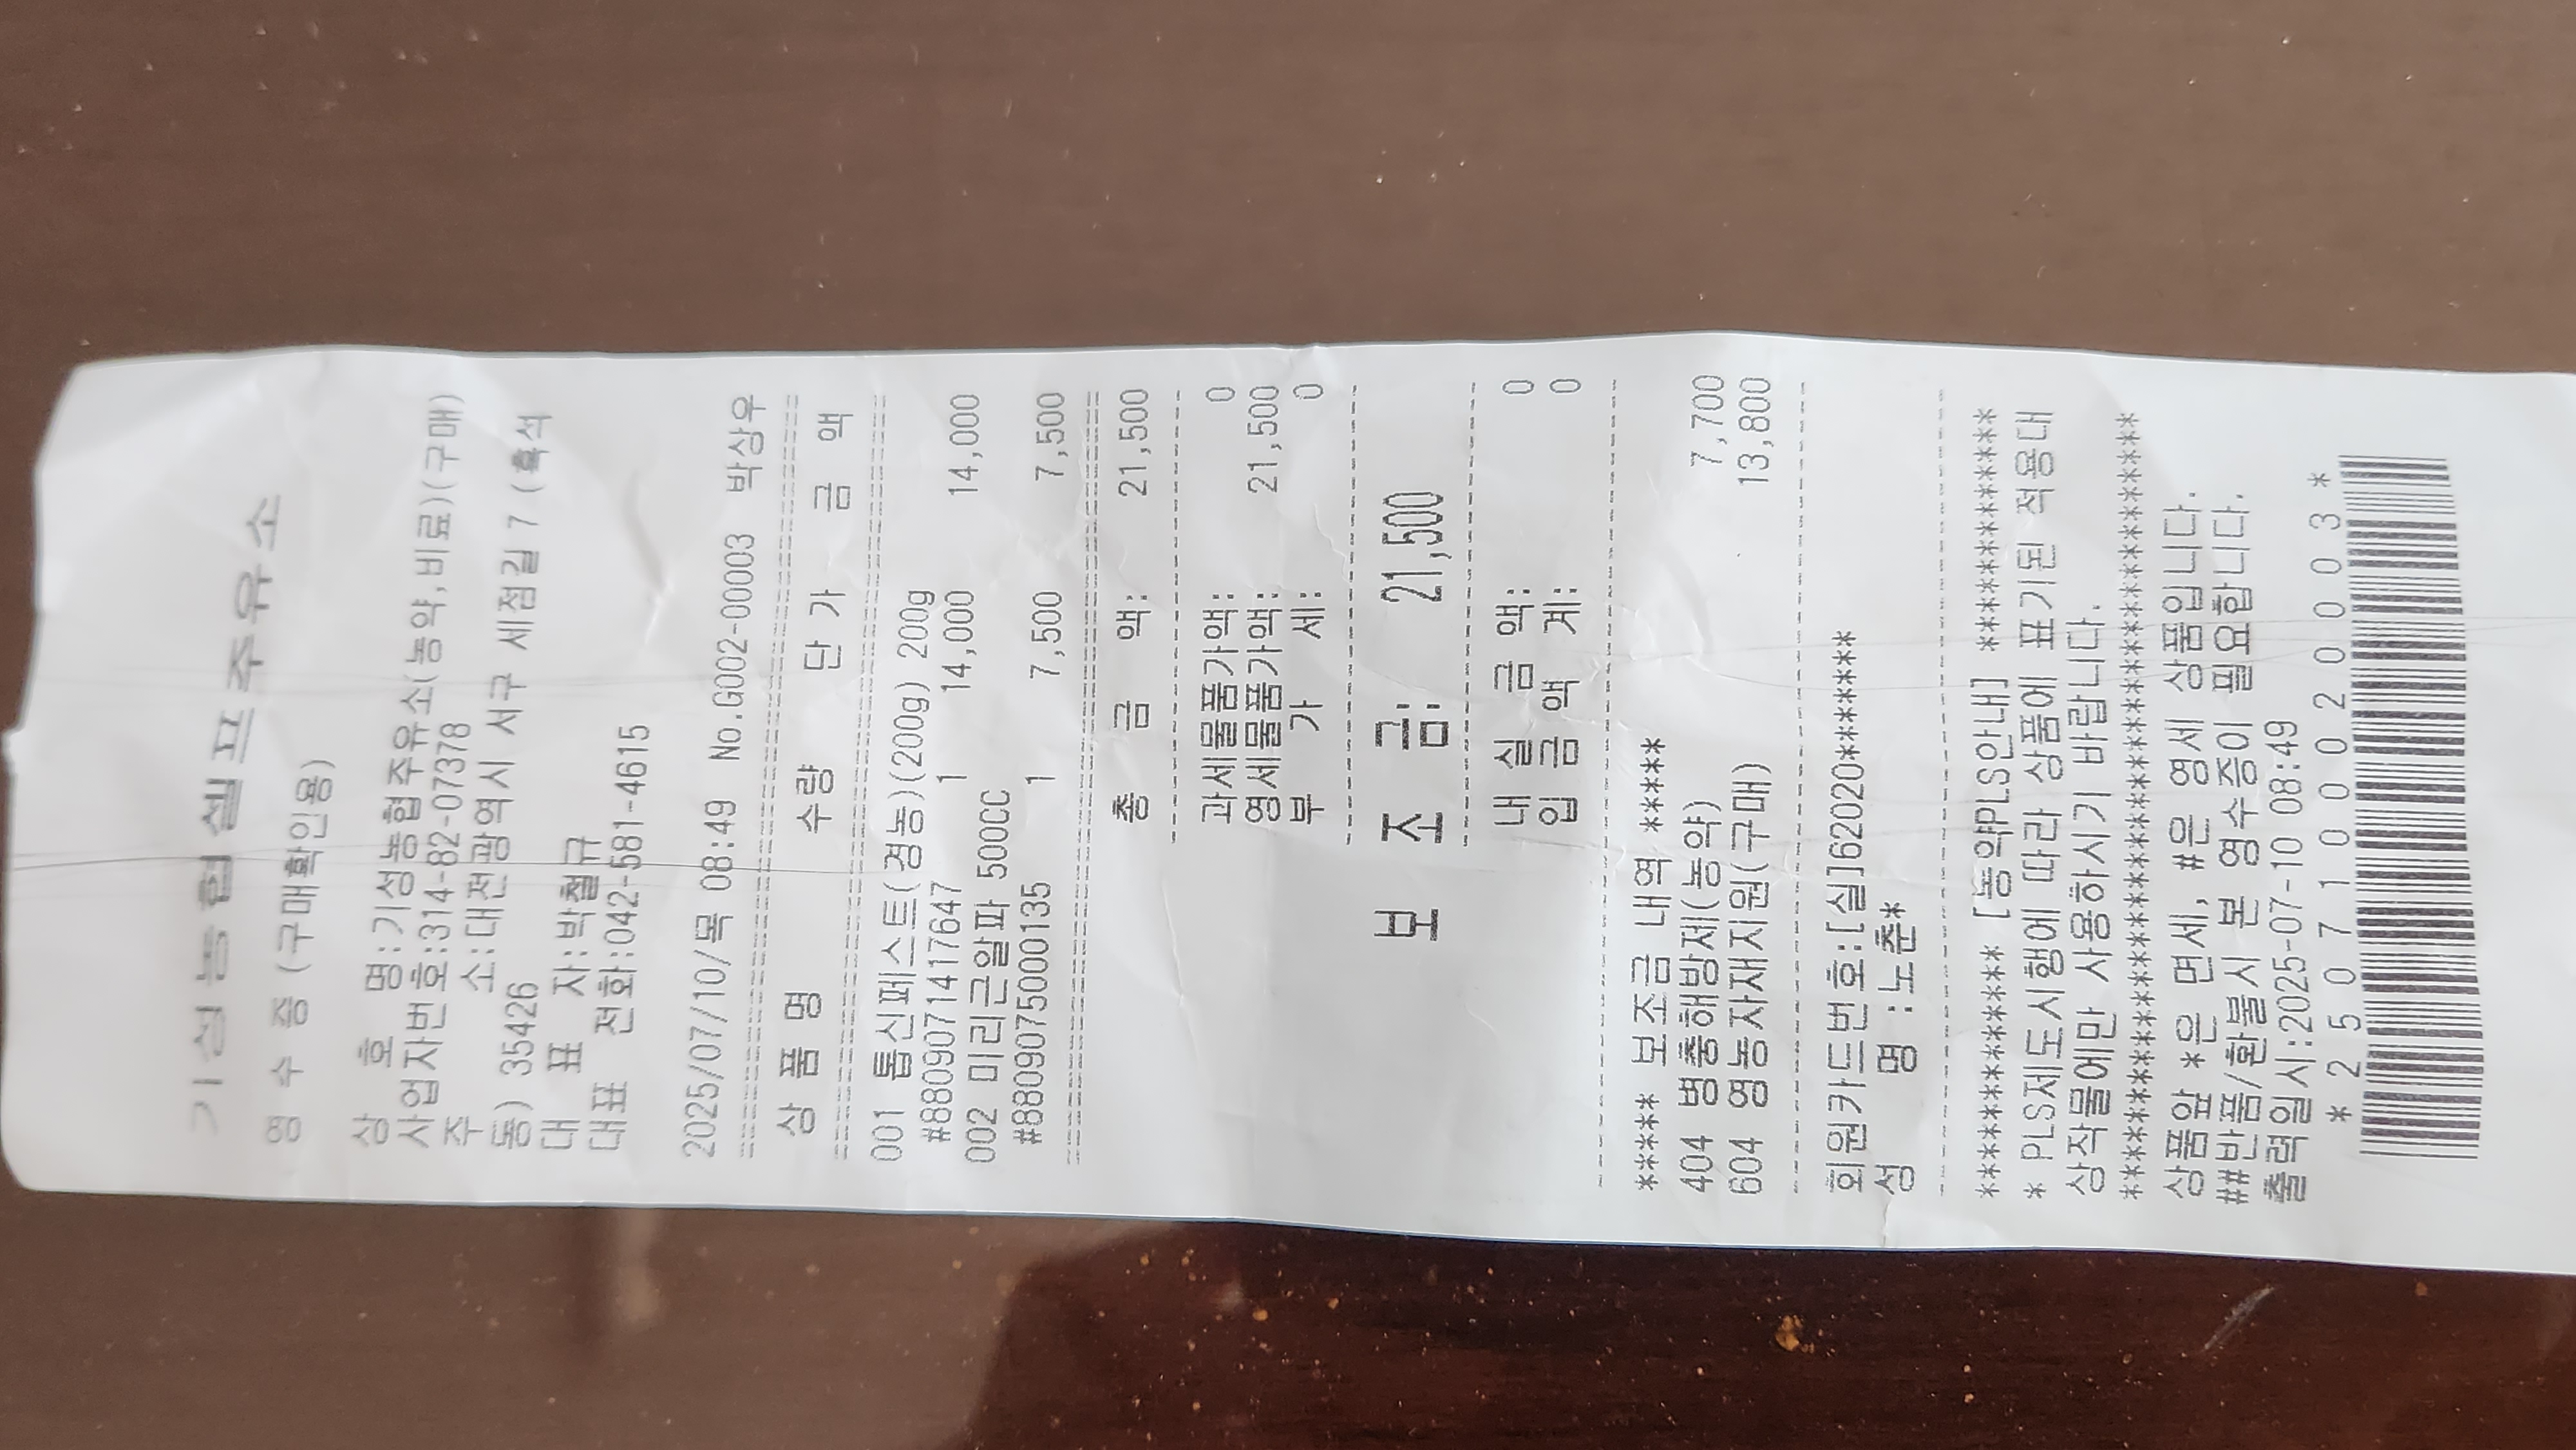 기성농협셀프주유소
영 수 증 (구매확인용)
상 호 명:기성농협주유소(농약,비료)(구매)
사업자번호:314-82-07378
주 소:대전광역시 서구 세점길 7 (흑석
동) 35426
대 표 자:박철규
대표 전화:042-581-4615
2025/07/10/목 08:49 No.G002-00003 박상우
상 품 명 수량 단 가 금 액
001 톱신페스트(경농)(200g) 200g
#8809071417647 1 14,000 14,000
002 미리근알파 500CC
#8809075000135 1 7,500 7,500
총 금 액: 21,500
과세물품가액: 0
영세물품가액: 21,500
부 가 세: 0
보 조 금: 21,500
내 실 금 액: 0
입 금 액 계: 0
***** 보조금 내역 *****
404 병충해방제(농약) 7,700
604 영농자재지원(구매) 13,800
회원카드번호:[실]62020********
성 명 :노춘*
************** [농약PLS안내] **************
* PLS제도시행에 따라 상품에 표기된 적용대
상작물에만 사용하시기 바랍니다.
******************************************
상품앞 *은 면세, #은 영세 상품입니다.
##반품/환불시 본 영수증이 필요합니다.
출력일시:2025-07-10 08:49
* 2 5 0 7 1 0 0 0 2 0 0 0 3 *